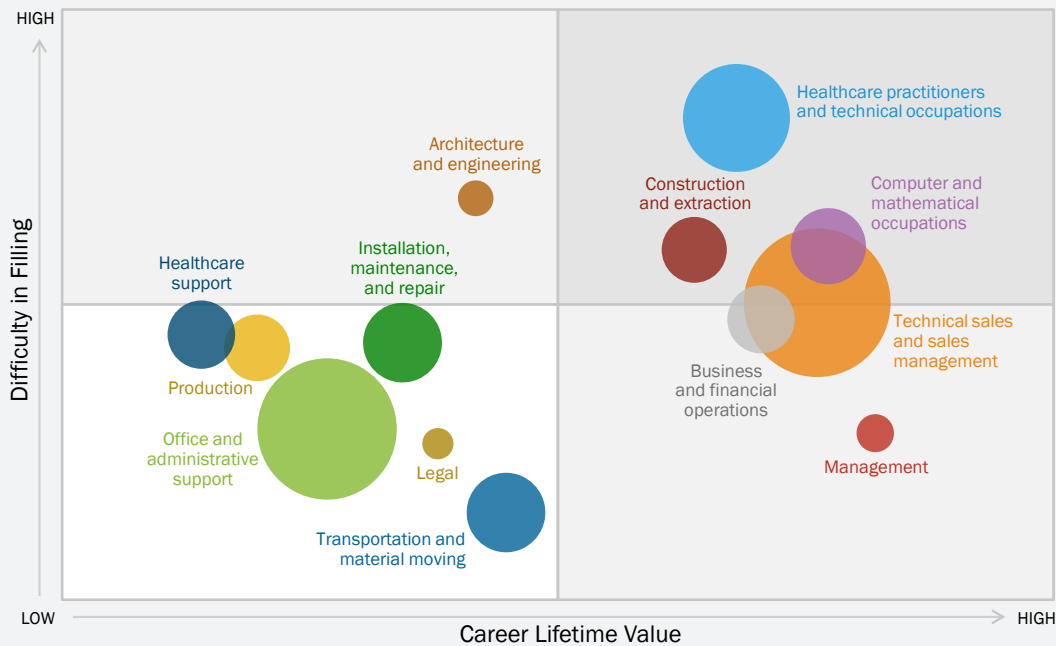 HIGH
Healthcare practitioners
and technical occupations
Architecture
and engineering
Construction
and extraction
Computer and
mathematical
occupations
Healthcare
support
Installation,
maintenance,
and repair
Difficulty in Filling
Technical sales
and sales
management
Production
Business
and financial
operations
Office and
administrative
support
Legal
Management
Transportation and
material moving
LOW
HIGH
Career Lifetime Value